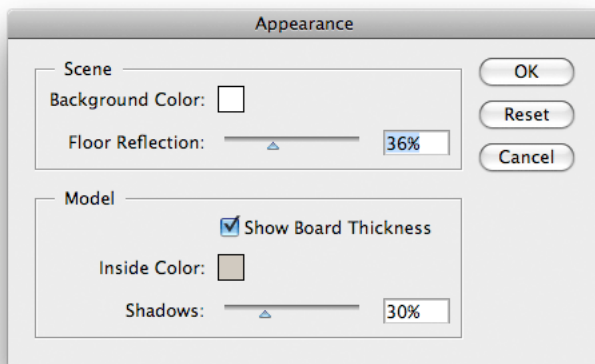 Appearance
Scene
Background Color:
Floor Reflection: 36%
Model
Show Board Thickness
Inside Color:
Shadows: 30%
OK
Reset
Cancel